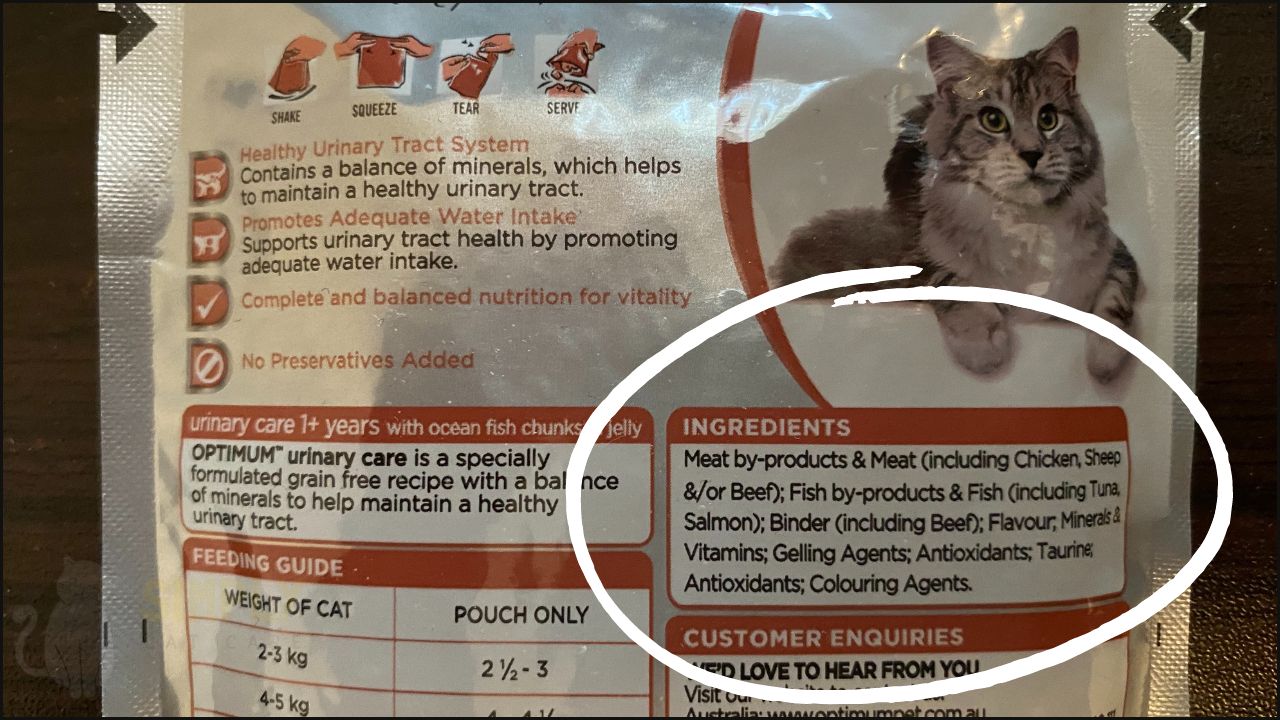 SHAKE
SQUEEZE
TEAR
SERVE
Healthy Urinary Tract System
Contains a balance of minerals, which helps
to maintain a healthy urinary tract.
Promotes Adequate Water Intake
Supports urinary tract health by promoting
adequate water intake.
Complete and balanced nutrition for vitality
No Preservatives Added
urinary care 1+ years with ocean fish chunks jelly
OPTIMUM™ urinary care is a specially
formulated grain free recipe with a balance
of minerals to help maintain a healthy
urinary tract.
FEEDING GUIDE
WEIGHT OF CAT
POUCH ONLY
2-3 kg
2 ½ - 3
4-5 kg
INGREDIENTS
Meat by-products & Meat (including Chicken, Sheep
&/or Beef); Fish by-products & Fish (including Tuna,
Salmon); Binder (including Beef); Flavour; Minerals &
Vitamins; Gelling Agents; Antioxidants; Taurine;
Antioxidants; Colouring Agents.
CUSTOMER ENQUIRIES
WE'D LOVE TO HEAR FROM YOU
Visit our website to
Australia: www.optimumpet.com.au